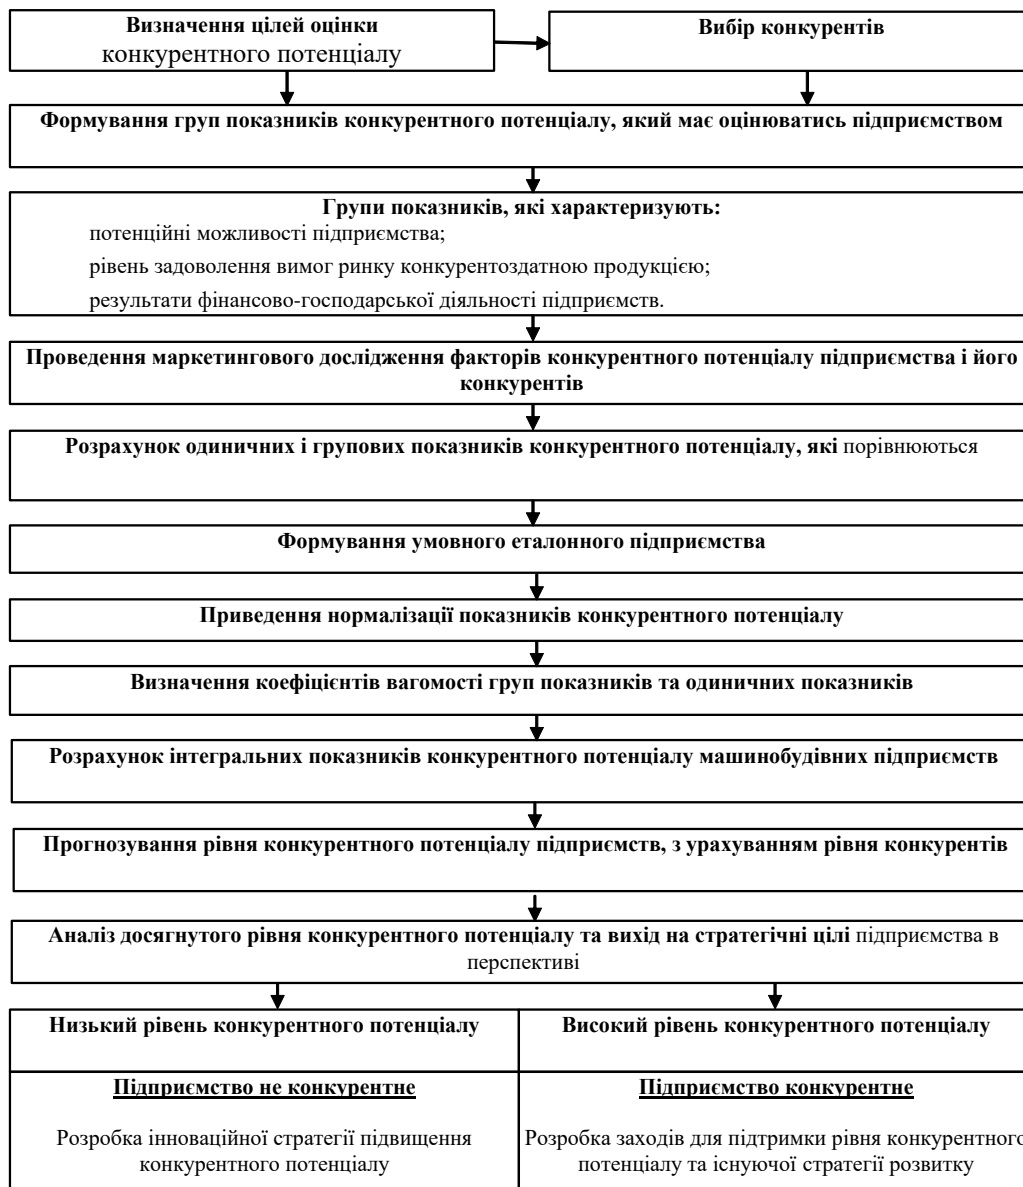 Визначення цілей оцінки
конкурентного потенціалу
Вибір конкурентів
Формування груп показників конкурентного потенціалу, який має оцінюватись підприємством
Групи показників, які характеризують:
потенційні можливості підприємства;
рівень задоволення вимог ринку конкурентоздатною продукцією;
результати фінансово-господарської діяльності підприємств.
Проведення маркетингового дослідження факторів конкурентного потенціалу підприємства і його
конкурентів
Розрахунок одиничних і групових показників конкурентного потенціалу, які порівнюються
Формування умовного еталонного підприємства
Приведення нормалізації показників конкурентного потенціалу
Визначення коефіцієнтів вагомості груп показників та одиничних показників
Розрахунок інтегральних показників конкурентного потенціалу машинобудівних підприємств
Прогнозування рівня конкурентного потенціалу підприємств, з урахуванням рівня конкурентів
Аналіз досягнутого рівня конкурентного потенціалу та вихід на стратегічні цілі підприємства в
перспективі
Низький рівень конкурентного потенціалу
Високий рівень конкурентного потенціалу
Підприємство не конкурентне
Розробка інноваційної стратегії підвищення
конкурентного потенціалу
Підприємство конкурентне
Розробка заходів для підтримки рівня конкурентного
потенціалу та існуючої стратегії розвитку